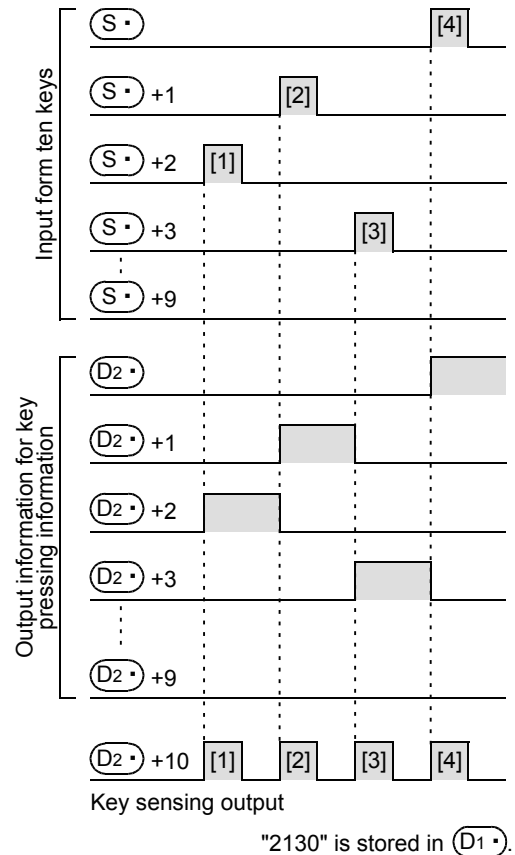 Input form ten keys
S· [4]
S· +1 [2]
S· +2 [1]
S· +3 [3]
S· +9
Output information for key
pressing information
D2·
D2· +1
D2· +2
D2· +3
D2· +9
D2· +10 [1] [2] [3] [4]
Key sensing output
"2130" is stored in D1·.